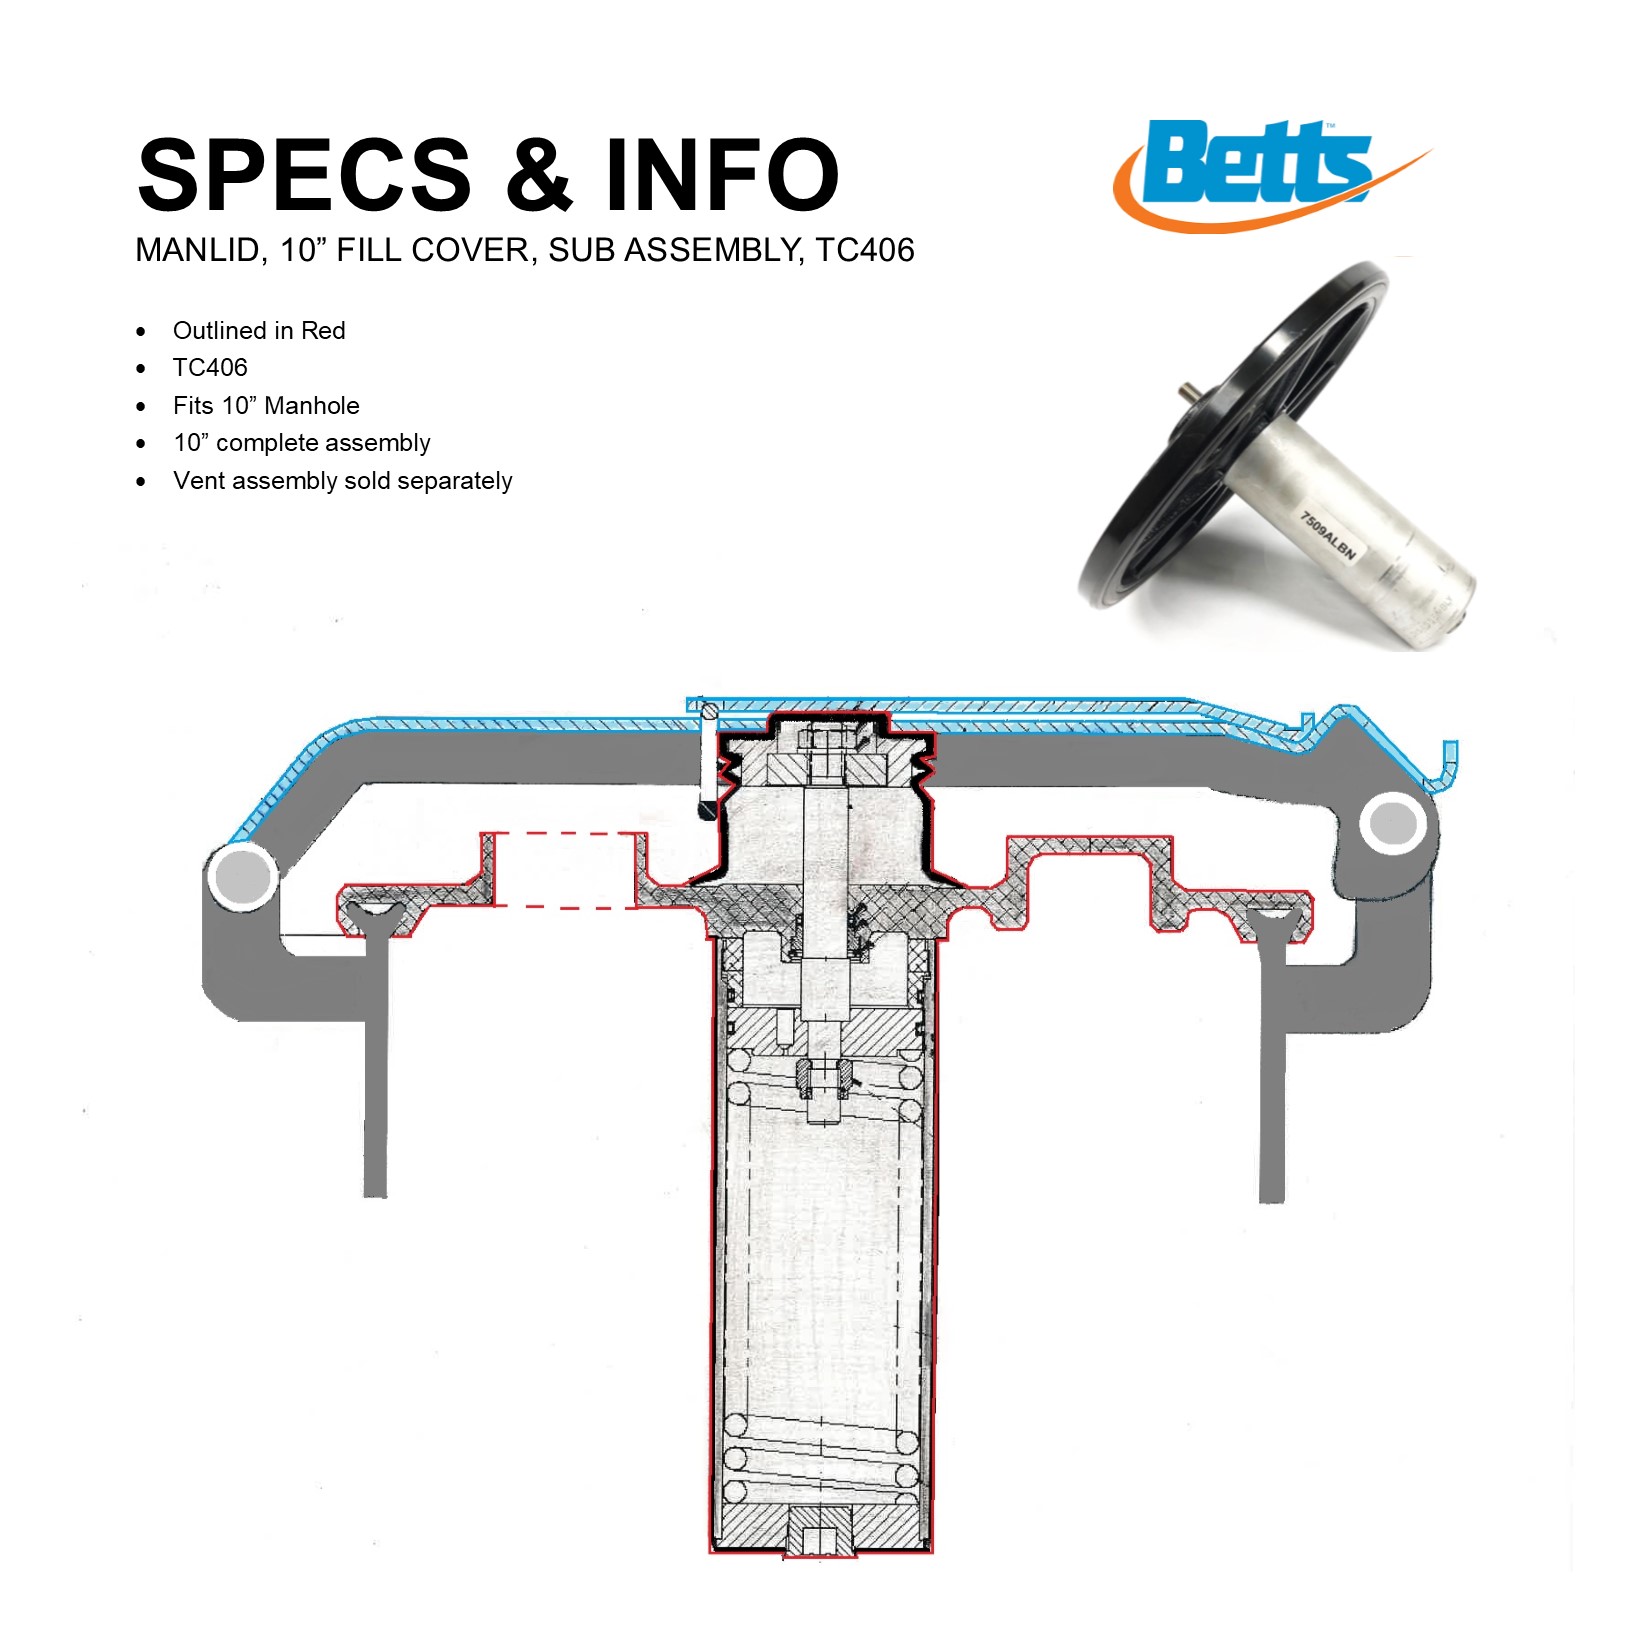 SPECS & INFO
MANLID, 10” FILL COVER, SUB ASSEMBLY, TC406
Betts™
• Outlined in Red
• TC406
• Fits 10” Manhole
• 10” complete assembly
• Vent assembly sold separately
7509ALBN